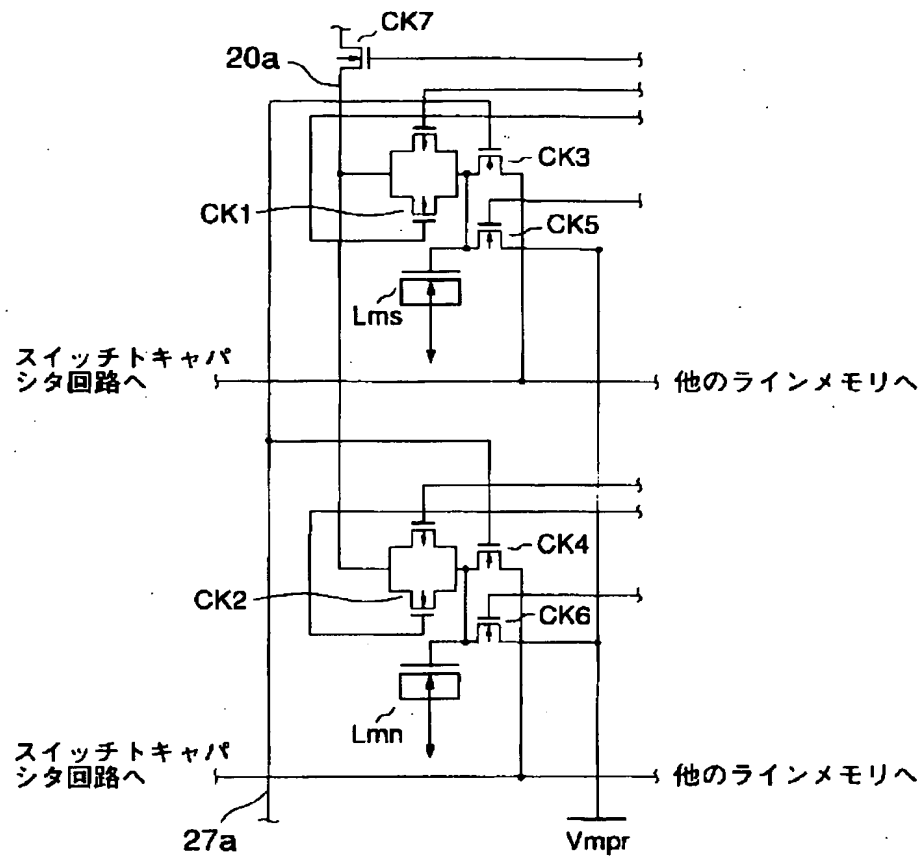 CK7
20a
CK3
CK1
CK5
Lms
スイッチトキャパ
シタ回路へ
他のラインメモリへ
CK4
CK2
CK6
Lmn
スイッチトキャパ
シタ回路へ
他のラインメモリへ
27a
Vmpr